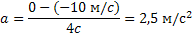 a = (0 − (−10 м/с))/4с = 2,5 м/с²